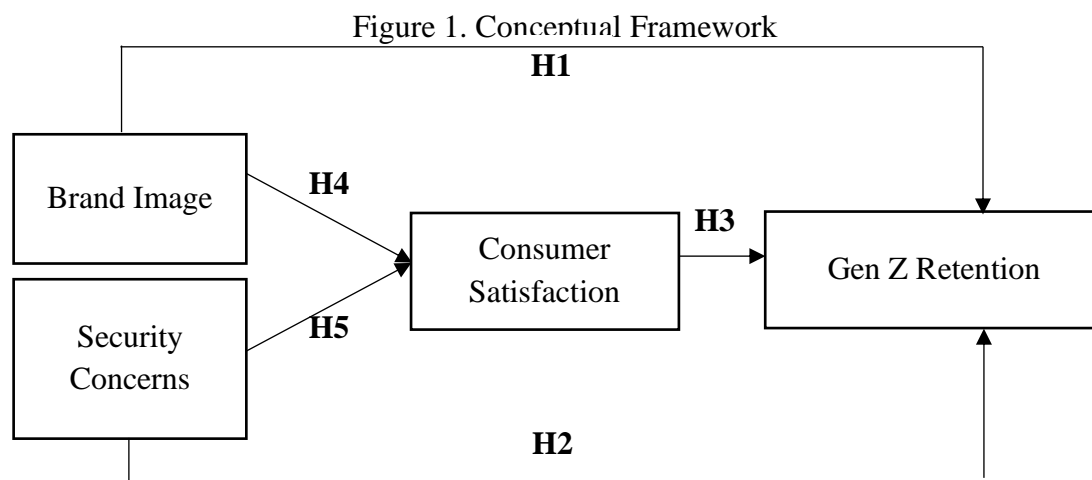 Figure 1. Conceptual Framework
H1
Brand Image
H4
Consumer
Satisfaction
H3
Gen Z Retention
Security
Concerns
H5
H2